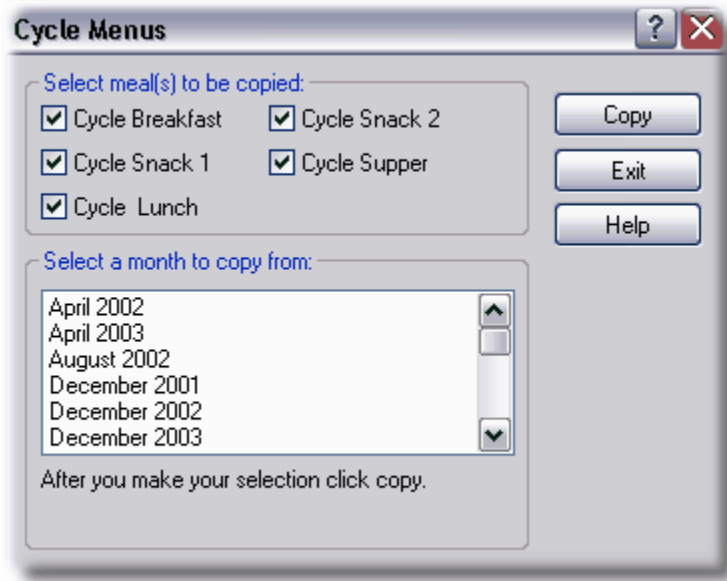 Cycle Menus
?
Select meal(s) to be copied:
Cycle Breakfast
Cycle Snack 2
Cycle Snack 1
Cycle Supper
Cycle  Lunch
Copy
Exit
Help
Select a month to copy from:
April 2002
April 2003
August 2002
December 2001
December 2002
December 2003
After you make your selection click copy.